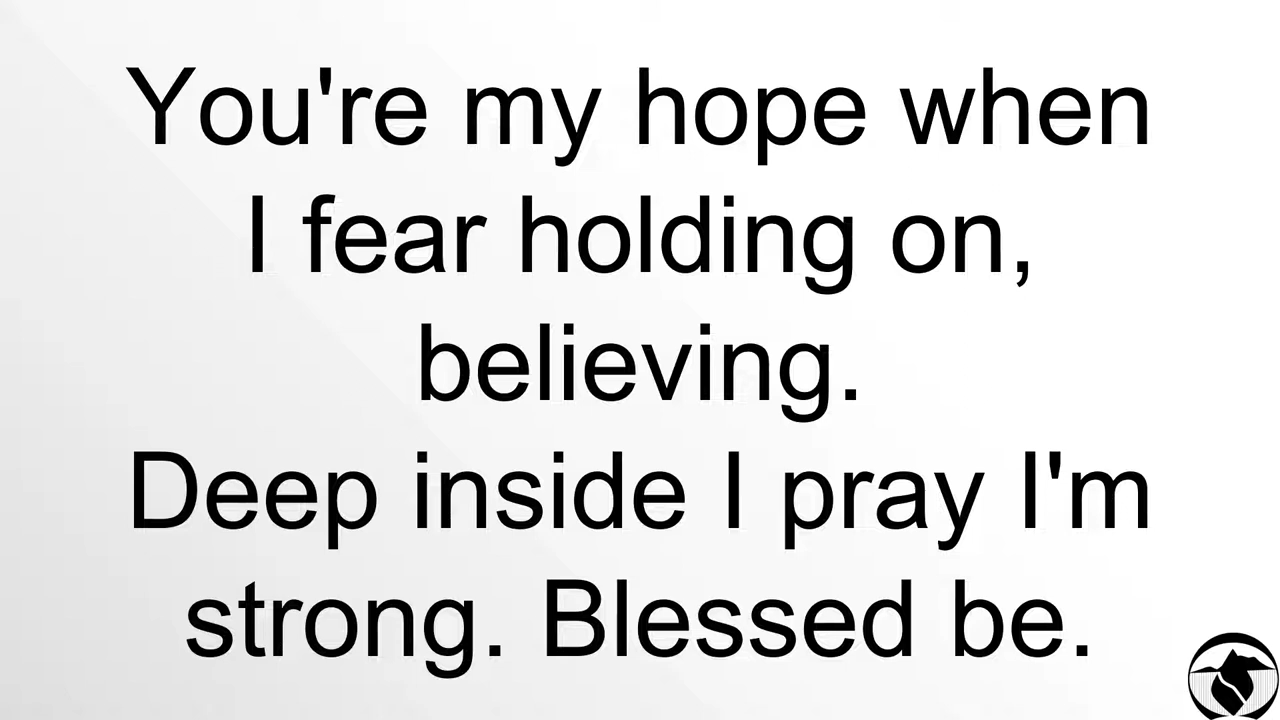 You're my hope when
I fear holding on,
believing.
Deep inside I pray I'm
strong. Blessed be.